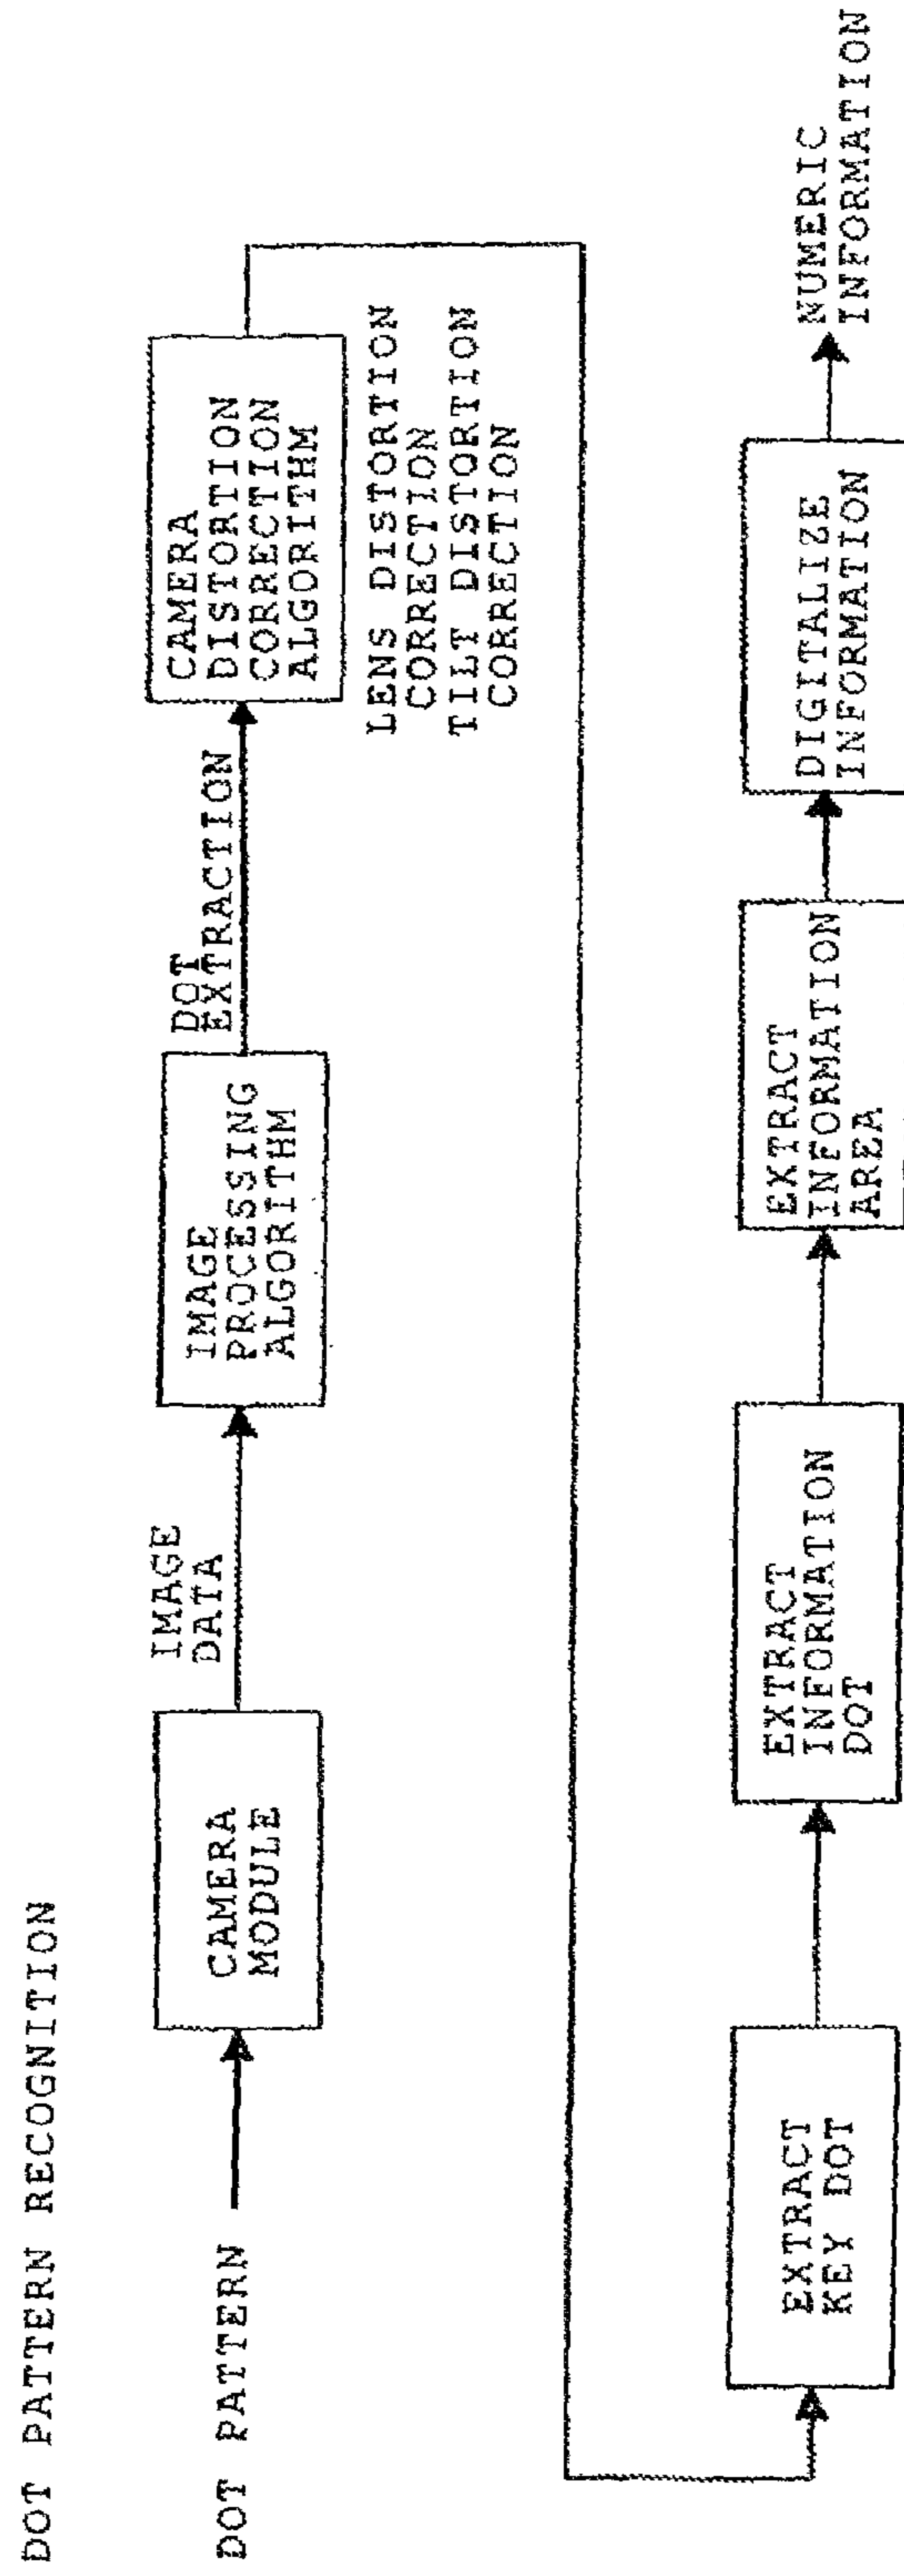 DOT PATTERN RECOGNITION
DOT PATTERN
CAMERA
MODULE
IMAGE
DATA
IMAGE
PROCESSING
ALGORITHM
DOT
EXTRACTION
CAMERA
DISTORTION
CORRECTION
ALGORITHM
LENS DISTORTION
CORRECTION
TILT DISTORTION
CORRECTION
EXTRACT
KEY DOT
EXTRACT
INFORMATION
DOT
EXTRACT
INFORMATION
AREA
DIGITALIZE
INFORMATION
NUMERIC
INFORMATION